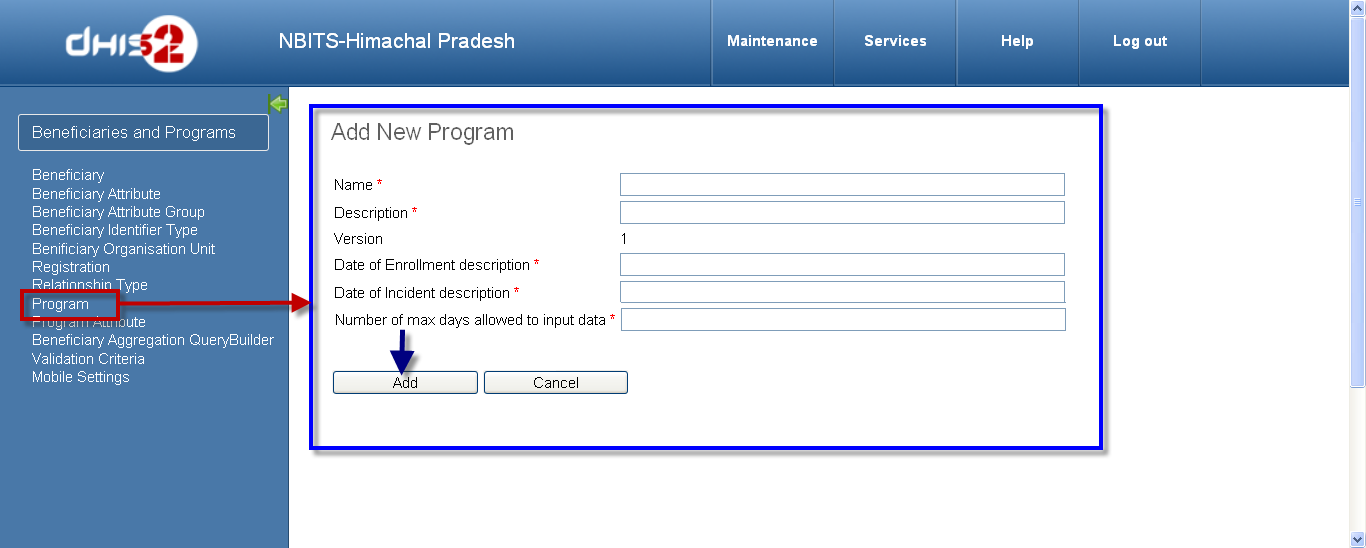 dHIS2
NBITS-Himachal Pradesh
Maintenance
Services
Help
Log out
Beneficiaries and Programs
Beneficiary
Beneficiary Attribute
Beneficiary Attribute Group
Beneficiary Identifier Type
Benificiary Organisation Unit
Registration
Relationship Type
Program
Program Attribute
Beneficiary Aggregation QueryBuilder
Validation Criteria
Mobile Settings
Add New Program
Name *
Description *
Version 1
Date of Enrollment description *
Date of Incident description *
Number of max days allowed to input data *
Add Cancel